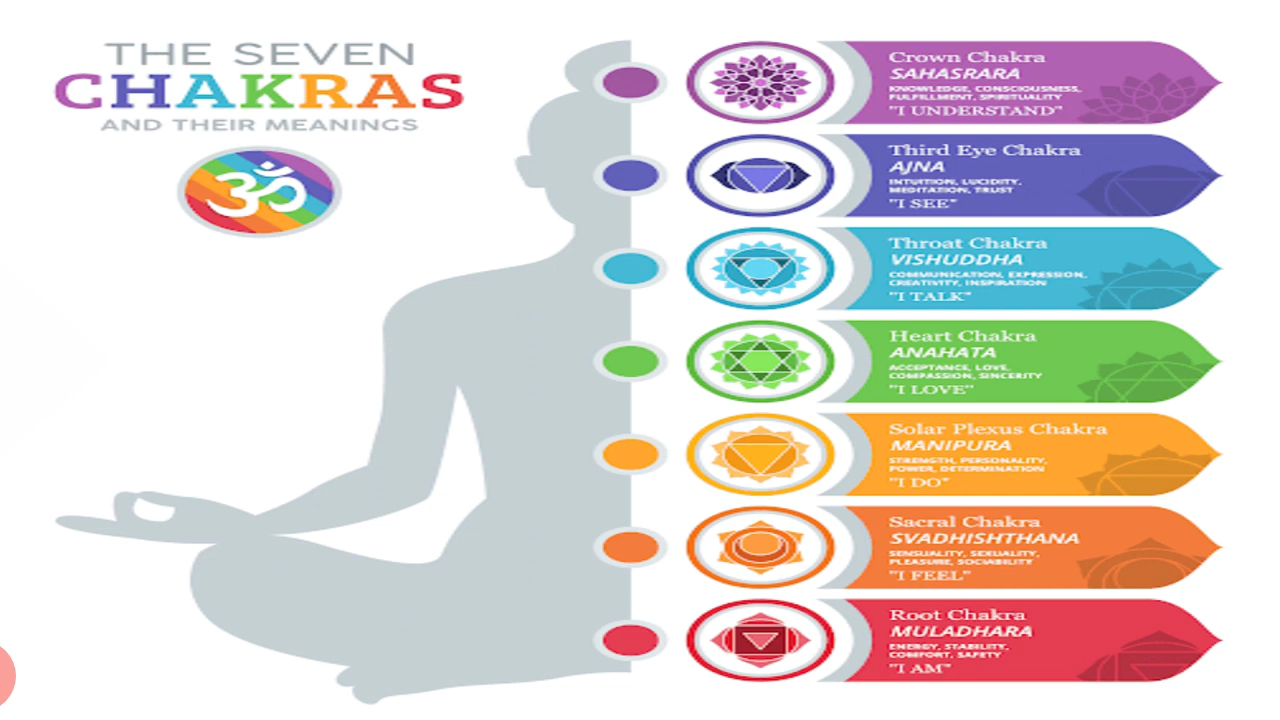 THE SEVEN
CHAKRAS
AND THEIR MEANINGS
ॐ
Crown Chakra
SAHASRARA
KNOWLEDGE, CONSCIOUSNESS,
FULFILLMENT, SPIRITUALITY
"I UNDERSTAND"
Third Eye Chakra
AJNA
INTUITION, LUCIDITY,
MEDITATION, TRUST
"I SEE"
Throat Chakra
VISHUDDHA
COMMUNICATION, EXPRESSION,
CREATIVITY, INSPIRATION
"I TALK"
Heart Chakra
ANAHATA
ACCEPTANCE, LOVE,
COMPASSION, SINCERITY
"I LOVE"
Solar Plexus Chakra
MANIPURA
STRENGTH, PERSONALITY,
POWER, DETERMINATION
"I DO"
Sacral Chakra
SVADHISHTHANA
SENSUALITY, SEXUALITY,
PLEASURE, SOCIABILITY
"I FEEL"
Root Chakra
MULADHARA
ENERGY, STABILITY,
COMFORT, SAFETY
"I AM"